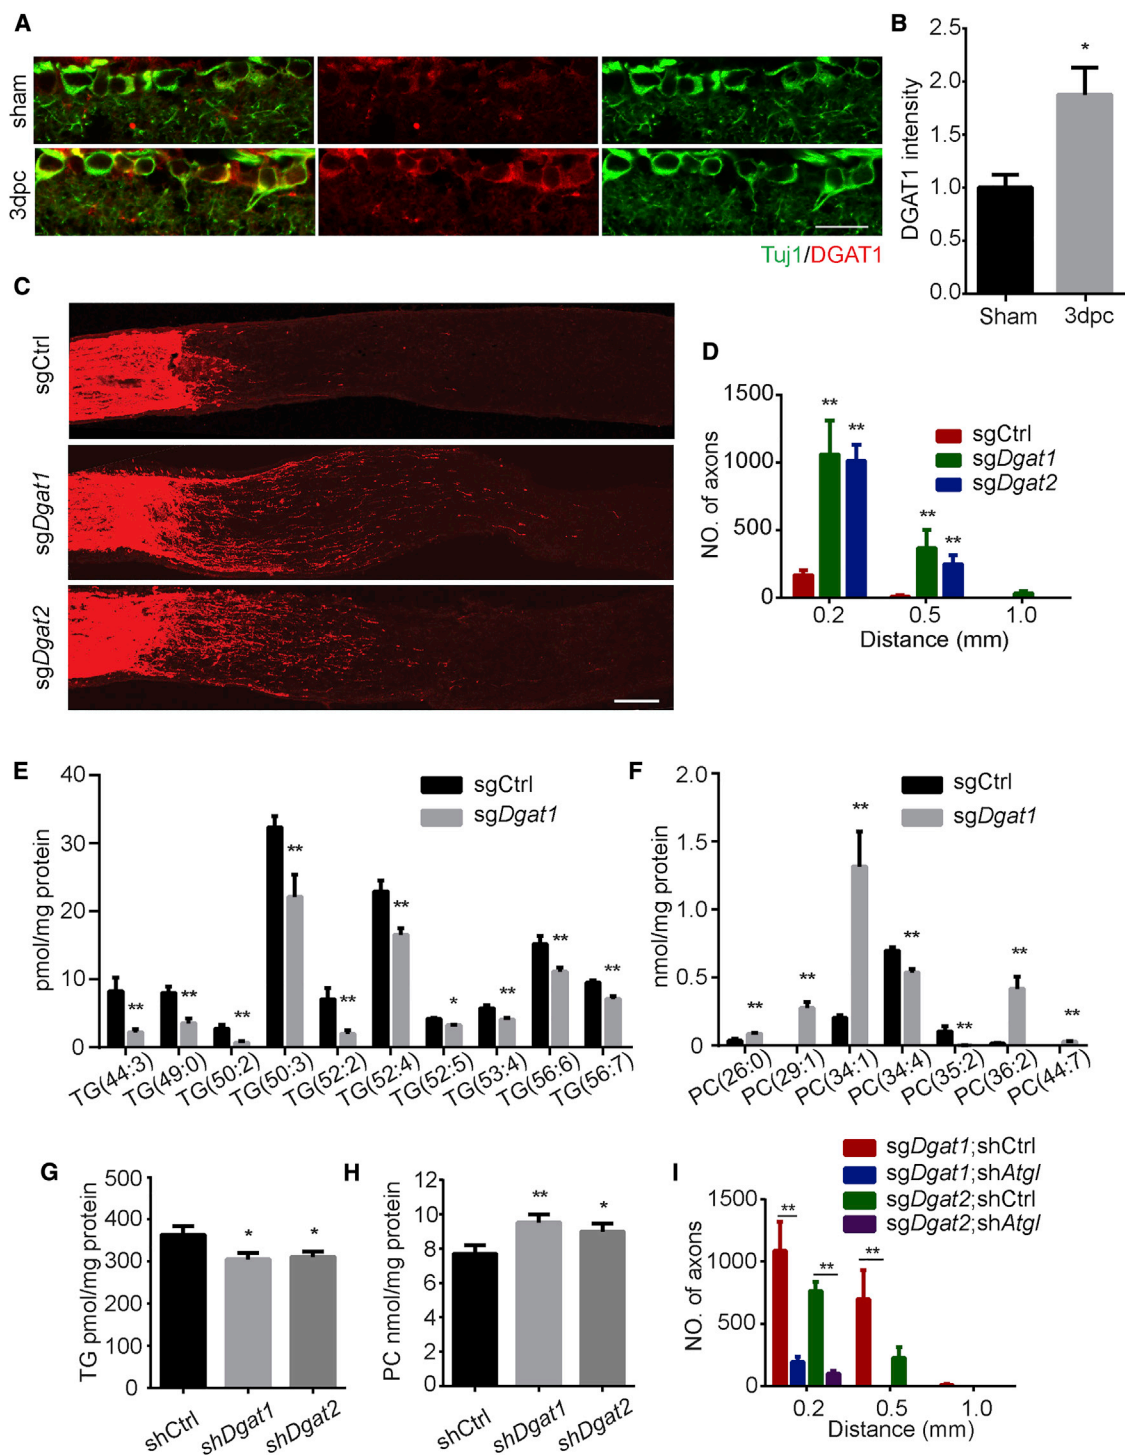 A
sham
3dpc
Tuj1/DGAT1
B
DGAT1 intensity
2.5
2.0
1.5
1.0
0.5
0.0
*
Sham 3dpc
C
sgCtrl
sgDgat1
sgDgat2
D
NO. of axons
1500
1000
500
0
** **
** **
sgCtrl
sgDgat1
sgDgat2
0.2 0.5 1.0
Distance (mm)
E
pmol/mg protein
40
30
20
10
0
sgCtrl
sgDgat1
** ** ** ** ** ** * ** ** **
TG(44:3) TG(49:0) TG(50:2) TG(50:3) TG(52:2) TG(52:4) TG(52:5) TG(53:4) TG(56:6) TG(56:7)
F
nmol/mg protein
2.0
1.5
1.0
0.5
0
sgCtrl
sgDgat1
** ** ** ** ** ** **
PC(26:0) PC(29:1) PC(34:1) PC(34:4) PC(35:2) PC(36:2) PC(44:7)
G
TG pmol/mg protein
500
400
300
200
100
0
* *
shCtrl shDgat1 shDgat2
H
PC nmol/mg protein
12
10
8
6
4
2
0
** *
shCtrl shDgat1 shDgat2
I
sgDgat1;shCtrl
sgDgat1;shAtgl
sgDgat2;shCtrl
sgDgat2;shAtgl
NO. of axons
1500
1000
500
0
** ** **
0.2 0.5 1.0
Distance (mm)